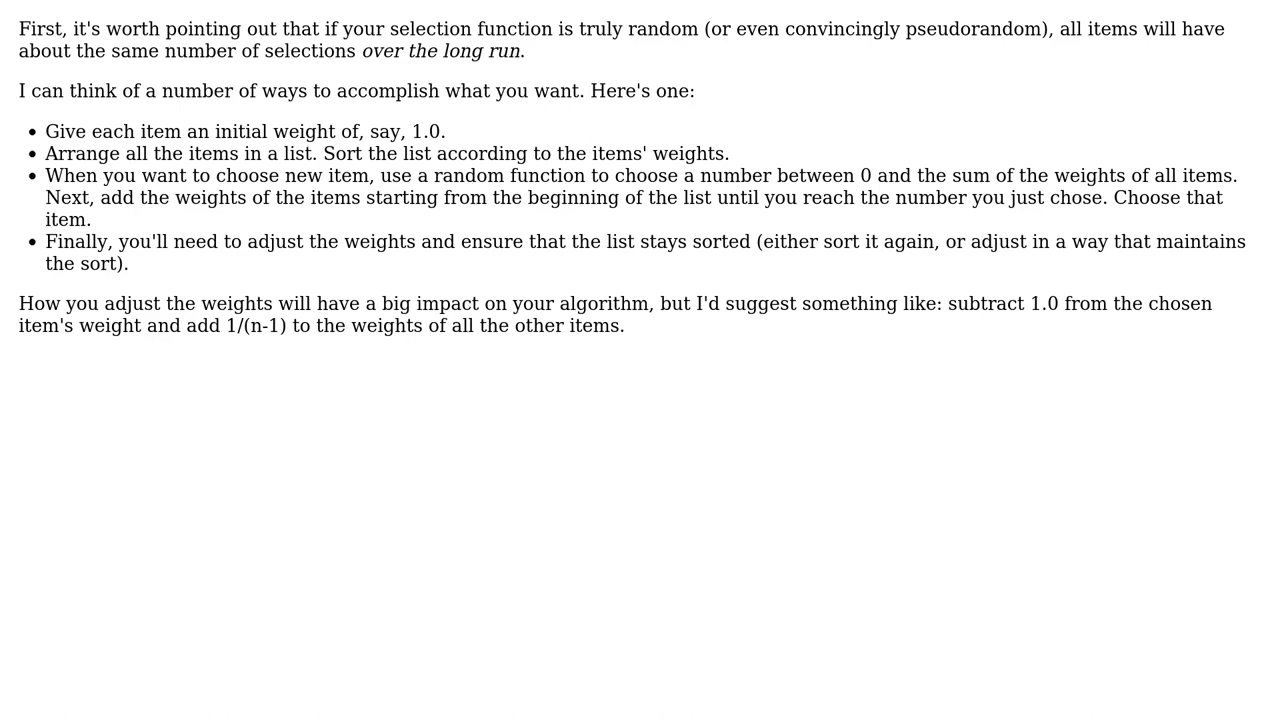 First, it's worth pointing out that if your selection function is truly random (or even convincingly pseudorandom), all items will have
about the same number of selections over the long run.
I can think of a number of ways to accomplish what you want. Here's one:
• Give each item an initial weight of, say, 1.0.
• Arrange all the items in a list. Sort the list according to the items' weights.
• When you want to choose new item, use a random function to choose a number between 0 and the sum of the weights of all items.
Next, add the weights of the items starting from the beginning of the list until you reach the number you just chose. Choose that
item.
• Finally, you'll need to adjust the weights and ensure that the list stays sorted (either sort it again, or adjust in a way that maintains
the sort).
How you adjust the weights will have a big impact on your algorithm, but I'd suggest something like: subtract 1.0 from the chosen
item's weight and add 1/(n-1) to the weights of all the other items.